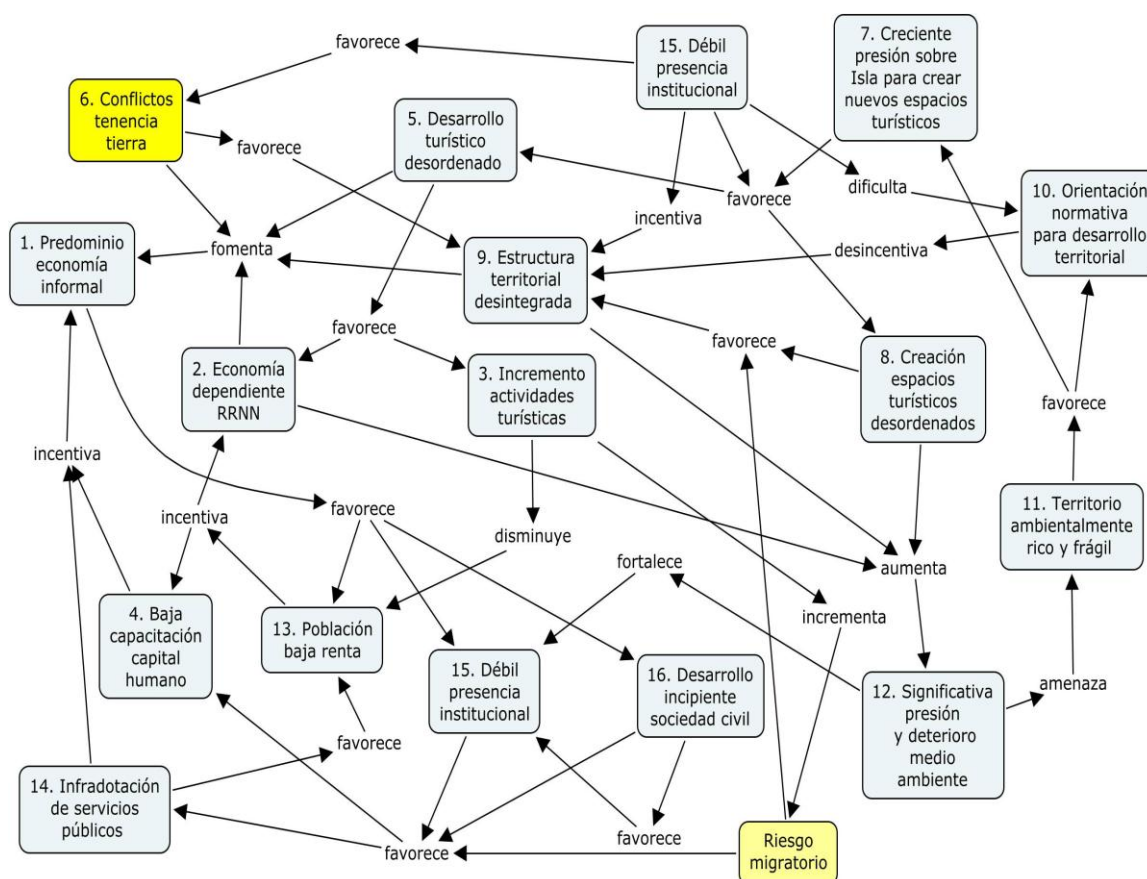 favorece
15. Débil
presencia
institucional
7. Creciente
presión sobre
Isla para crear
nuevos espacios
turísticos
6. Conflictos
tenencia
tierra
5. Desarrollo
turístico
desordenado
favorece
favorece
dificulta
10. Orientación
normativa
para desarrollo
territorial
1. Predominio
economía
informal
fomenta
incentiva
9. Estructura
territorial
desintegrada
desincentiva
favorece
favorece
2. Economía
dependiente
RRNN
3. Incremento
actividades
turísticas
8. Creación
espacios
turísticos
desordenados
favorece
incentiva
incentiva
favorece
disminuye
11. Territorio
ambientalmente
rico y frágil
fortalece
aumenta
4. Baja
capacitación
capital
humano
13. Población
baja renta
incrementa
15. Débil
presencia
institucional
16. Desarrollo
incipiente
sociedad civil
12. Significativa
presión
y deterioro
medio
ambiente
amenaza
favorece
14. Infradotación
de servicios
públicos
favorece
favorece
Riesgo
migratorio